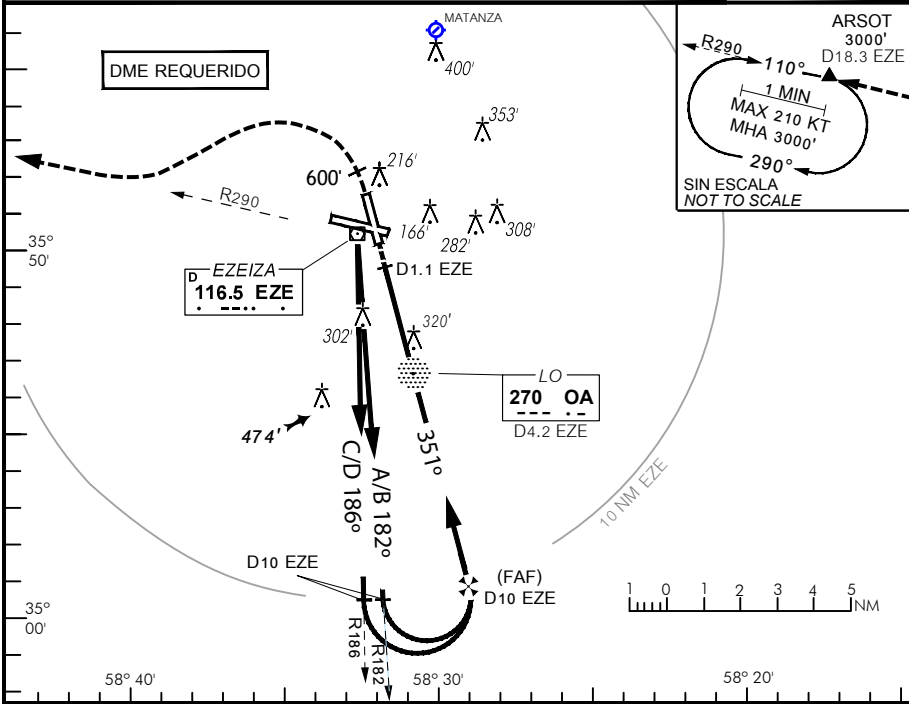 MATANZA
400'
DME REQUERIDO
353'
216'
600'
R290
166'
282'
308'
35°
50'
D1.1 EZE
D EZEIZA
116.5 EZE
302'
320'
LO
270 OA
D4.2 EZE
474'
351°
C/D 186°
A/B 182°
10 NM EZE
D10 EZE
(FAF)
D10 EZE
R186
R182
35°
00'
1 0 1 2 3 4 5 NM
58° 40'
58° 30'
58° 20'
ARSOT
3000'
D18.3 EZE
R290
110°
1 MIN
MAX 210 KT
MHA 3000'
290°
SIN ESCALA
NOT TO SCALE